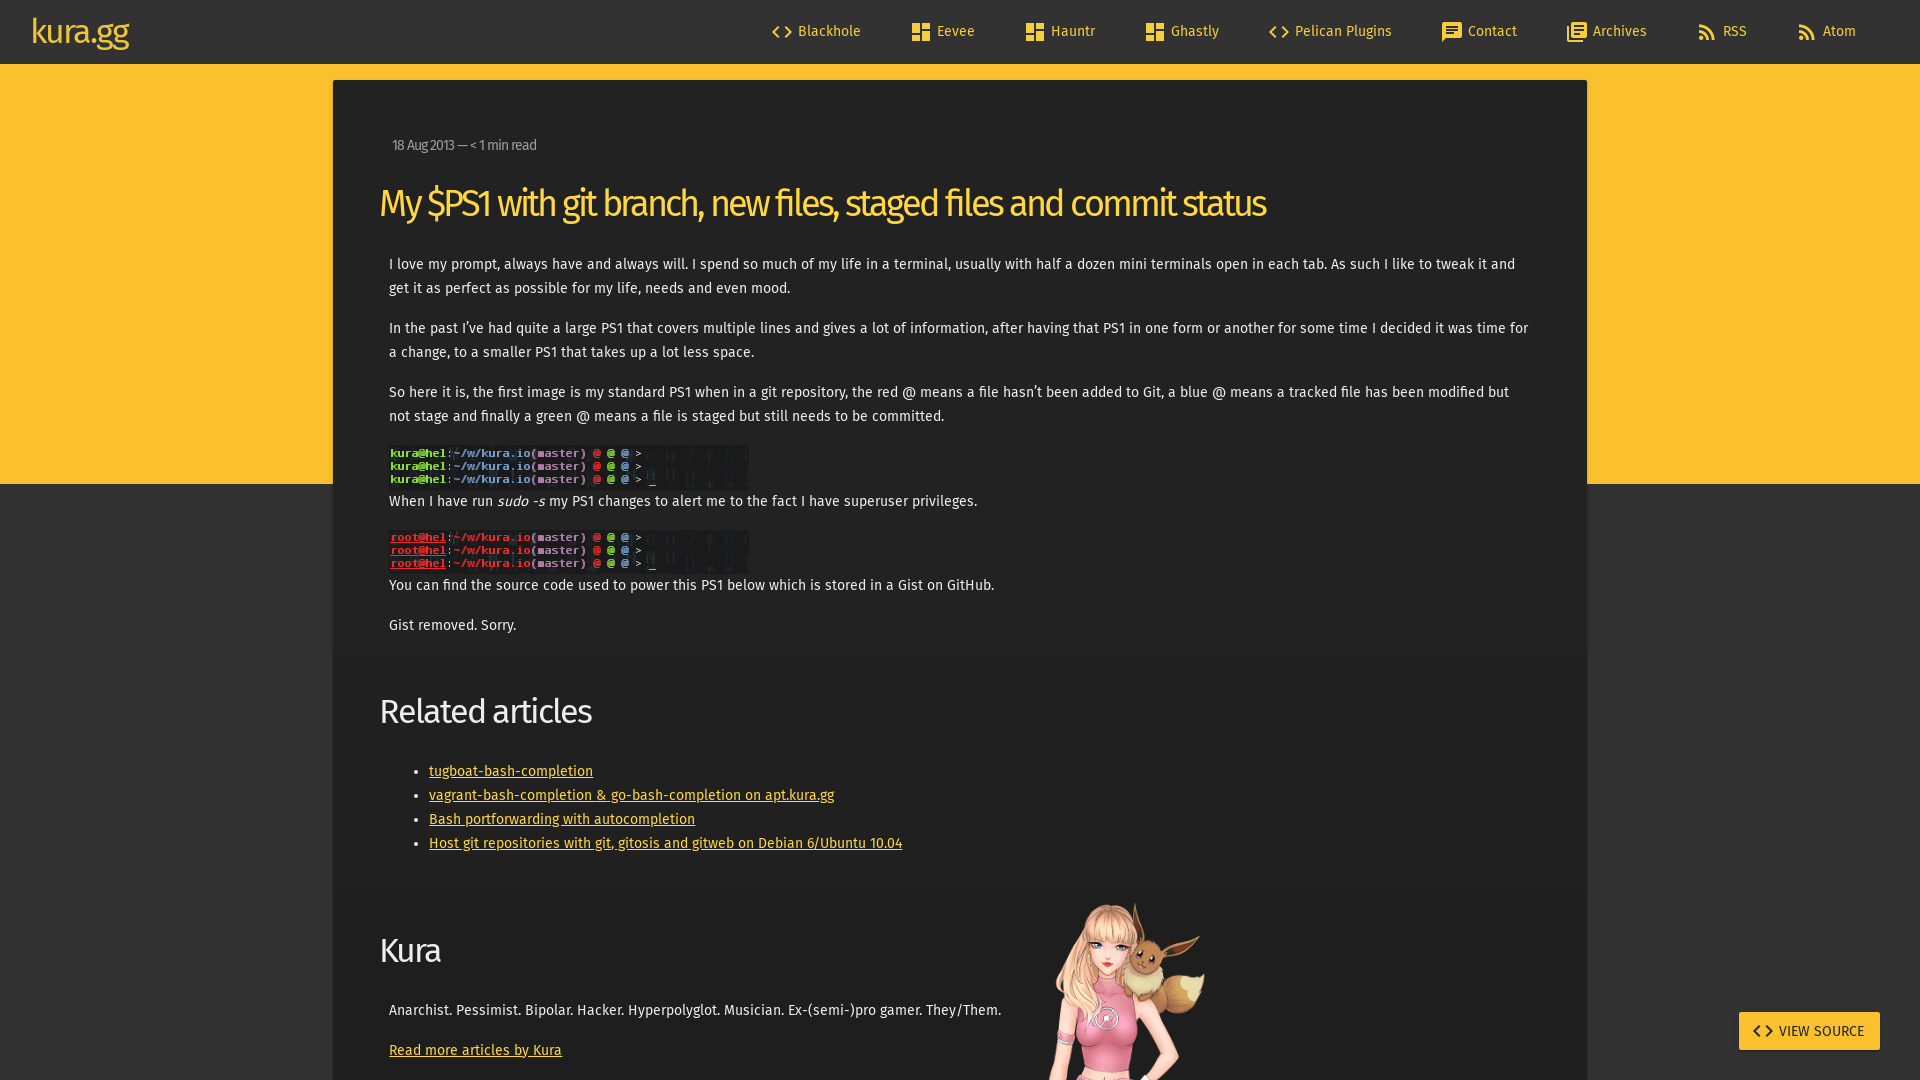 kura.gg
Blackhole
Eevee
Hauntr
Ghastly
Pelican Plugins
Contact
Archives
RSS
Atom
18 Aug 2013 — < 1 min read
My $PS1 with git branch, new files, staged files and commit status
I love my prompt, always have and always will. I spend so much of my life in a terminal, usually with half a dozen mini terminals open in each tab. As such I like to tweak it and
get it as perfect as possible for my life, needs and even mood.
In the past I’ve had quite a large PS1 that covers multiple lines and gives a lot of information, after having that PS1 in one form or another for some time I decided it was time for
a change, to a smaller PS1 that takes up a lot less space.
So here it is, the first image is my standard PS1 when in a git repository, the red @ means a file hasn’t been added to Git, a blue @ means a tracked file has been modified but
not stage and finally a green @ means a file is staged but still needs to be committed.
kura@hel:~/w/kura.io(master) @ @ @ >
kura@hel:~/w/kura.io(master) @ @ @ >
kura@hel:~/w/kura.io(master) @ @ @ > _
When I have run sudo -s my PS1 changes to alert me to the fact I have superuser privileges.
root@hel:~/w/kura.io(master) @ @ @ >
root@hel:~/w/kura.io(master) @ @ @ >
root@hel:~/w/kura.io(master) @ @ @ > _
You can find the source code used to power this PS1 below which is stored in a Gist on GitHub.
Gist removed. Sorry.
Related articles
• tugboat-bash-completion
• vagrant-bash-completion & go-bash-completion on apt.kura.gg
• Bash portforwarding with autocompletion
• Host git repositories with git, gitosis and gitweb on Debian 6/Ubuntu 10.04
Kura
Anarchist. Pessimist. Bipolar. Hacker. Hyperpolyglot. Musician. Ex-(semi-)pro gamer. They/Them.
Read more articles by Kura
VIEW SOURCE